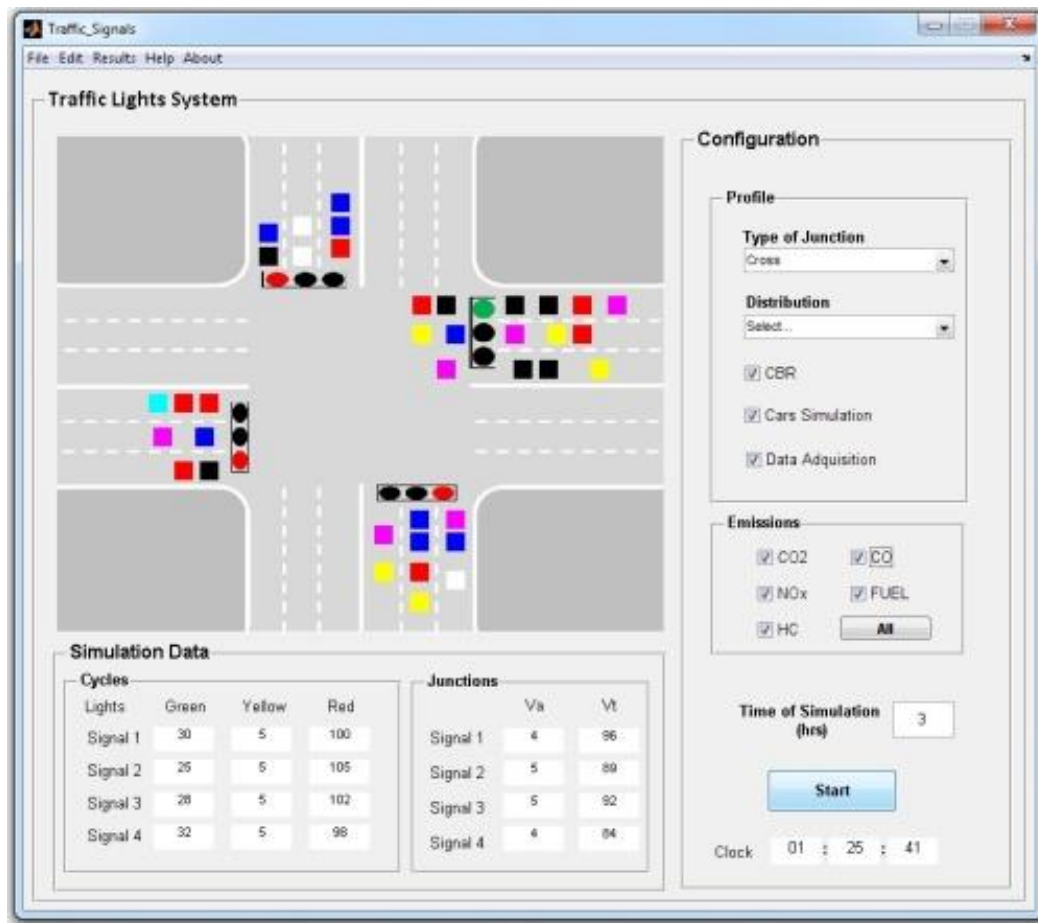 Traffic_Signals
File Edit Results Help About
Traffic Lights System
Configuration
Profile
Type of Junction
Cross
Distribution
Select...
CBR
Cars Simulation
Data Adquisition
Emissions
CO2 CO
NOx FUEL
HC All
Time of Simulation
(hrs)
3
Start
Clock 01 : 25 : 41
Simulation Data
Cycles
Lights Green Yellow Red
Signal 1 30 5 100
Signal 2 25 5 105
Signal 3 28 5 102
Signal 4 32 5 98
Junctions
Va Vt
Signal 1 4 96
Signal 2 5 89
Signal 3 5 92
Signal 4 4 84